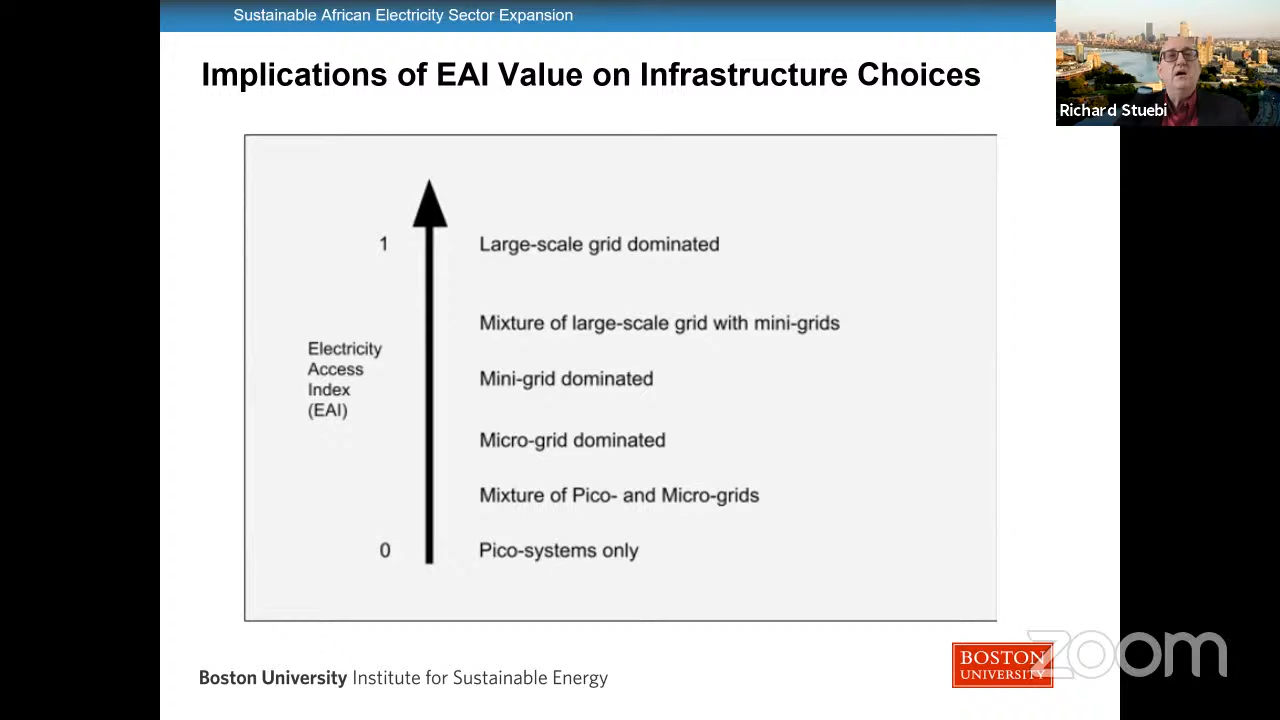 Sustainable African Electricity Sector Expansion
Implications of EAI Value on Infrastructure Choices
Richard Stuebi
1
Large-scale grid dominated
Mixture of large-scale grid with mini-grids
Electricity
Access
Index
(EAI)
Mini-grid dominated
Micro-grid dominated
Mixture of Pico- and Micro-grids
0
Pico-systems only
Boston University Institute for Sustainable Energy
BOSTON
UNIVERSITY
zoom